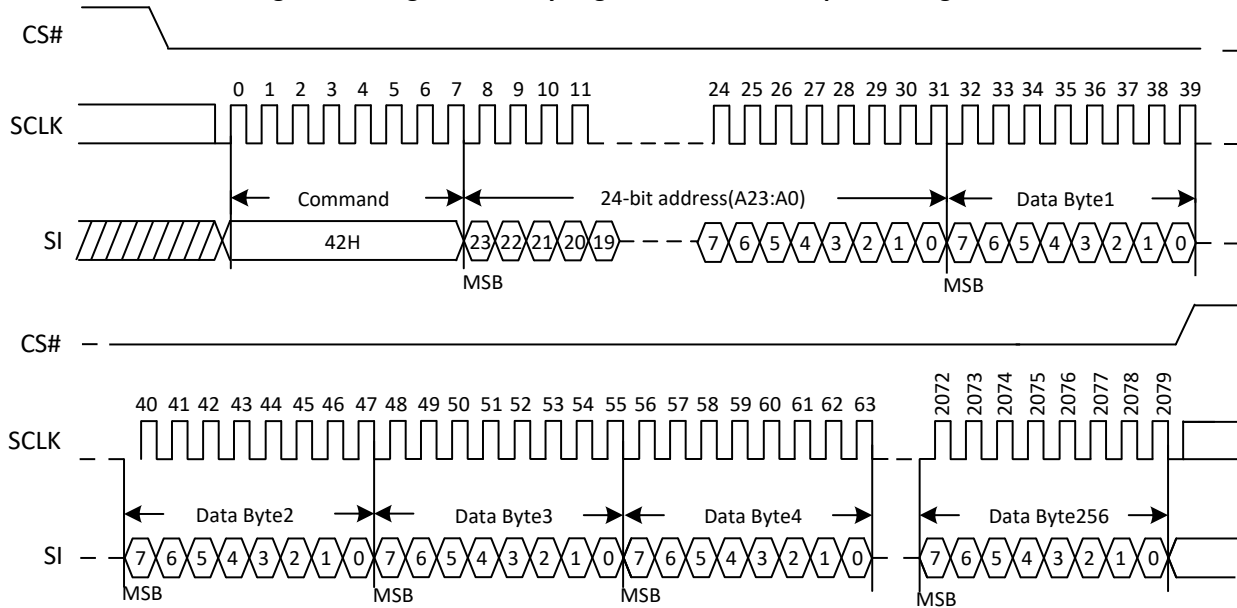 CS#
0 1 2 3 4 5 6 7 8 9 10 11 24 25 26 27 28 29 30 31 32 33 34 35 36 37 38 39
SCLK
Command 24-bit address(A23:A0) Data Byte1
SI 42H 23 22 21 20 19 7 6 5 4 3 2 1 0 7 6 5 4 3 2 1 0
MSB MSB
CS#
40 41 42 43 44 45 46 47 48 49 50 51 52 53 54 55 56 57 58 59 60 61 62 63 2072 2073 2074 2075 2076 2077 2078 2079
SCLK
Data Byte2 Data Byte3 Data Byte4 Data Byte256
SI 7 6 5 4 3 2 1 0 7 6 5 4 3 2 1 0 7 6 5 4 3 2 1 0 7 6 5 4 3 2 1 0
MSB MSB MSB MSB